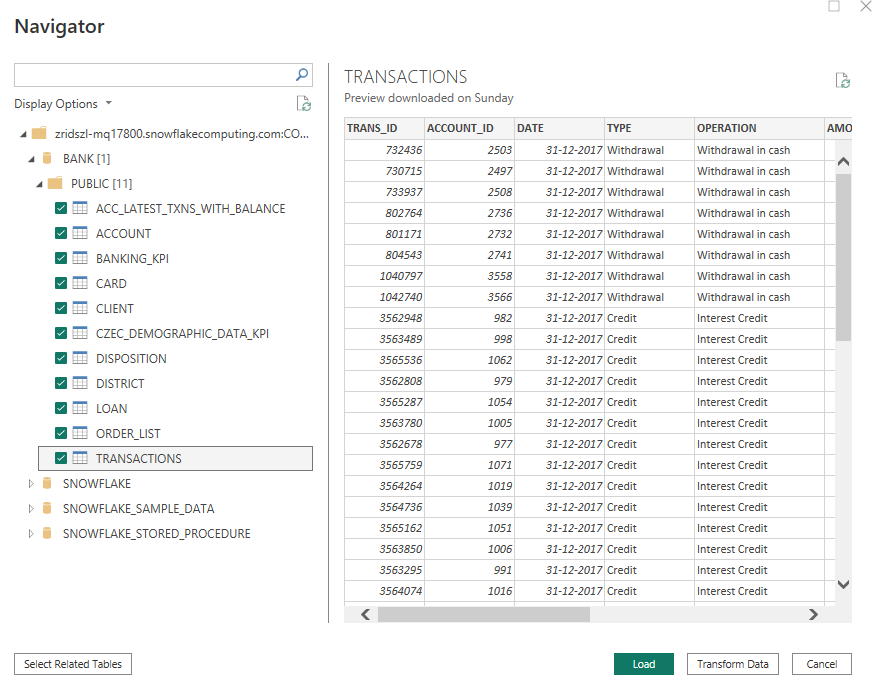 Navigator
Display Options
zridszl-mq17800.snowflakecomputing.com:CO...
BANK [1]
PUBLIC [11]
ACC_LATEST_TXNS_WITH_BALANCE
ACCOUNT
BANKING_KPI
CARD
CLIENT
CZEC_DEMOGRAPHIC_DATA_KPI
DISPOSITION
DISTRICT
LOAN
ORDER_LIST
TRANSACTIONS
SNOWFLAKE
SNOWFLAKE_SAMPLE_DATA
SNOWFLAKE_STORED_PROCEDURE
TRANSACTIONS
Preview downloaded on Sunday
TRANS_ID ACCOUNT_ID DATE TYPE OPERATION AMO
732436 2503 31-12-2017 Withdrawal Withdrawal in cash
730715 2497 31-12-2017 Withdrawal Withdrawal in cash
733937 2508 31-12-2017 Withdrawal Withdrawal in cash
802764 2736 31-12-2017 Withdrawal Withdrawal in cash
801171 2732 31-12-2017 Withdrawal Withdrawal in cash
804543 2741 31-12-2017 Withdrawal Withdrawal in cash
1040797 3558 31-12-2017 Withdrawal Withdrawal in cash
1042740 3566 31-12-2017 Withdrawal Withdrawal in cash
3562948 982 31-12-2017 Credit Interest Credit
3563489 998 31-12-2017 Credit Interest Credit
3565536 1062 31-12-2017 Credit Interest Credit
3562808 979 31-12-2017 Credit Interest Credit
3565287 1054 31-12-2017 Credit Interest Credit
3563780 1005 31-12-2017 Credit Interest Credit
3562678 977 31-12-2017 Credit Interest Credit
3565759 1071 31-12-2017 Credit Interest Credit
3564264 1019 31-12-2017 Credit Interest Credit
3564736 1039 31-12-2017 Credit Interest Credit
3565162 1051 31-12-2017 Credit Interest Credit
3563850 1006 31-12-2017 Credit Interest Credit
3563295 991 31-12-2017 Credit Interest Credit
3564074 1016 31-12-2017 Credit Interest Credit
Select Related Tables Load Transform Data Cancel